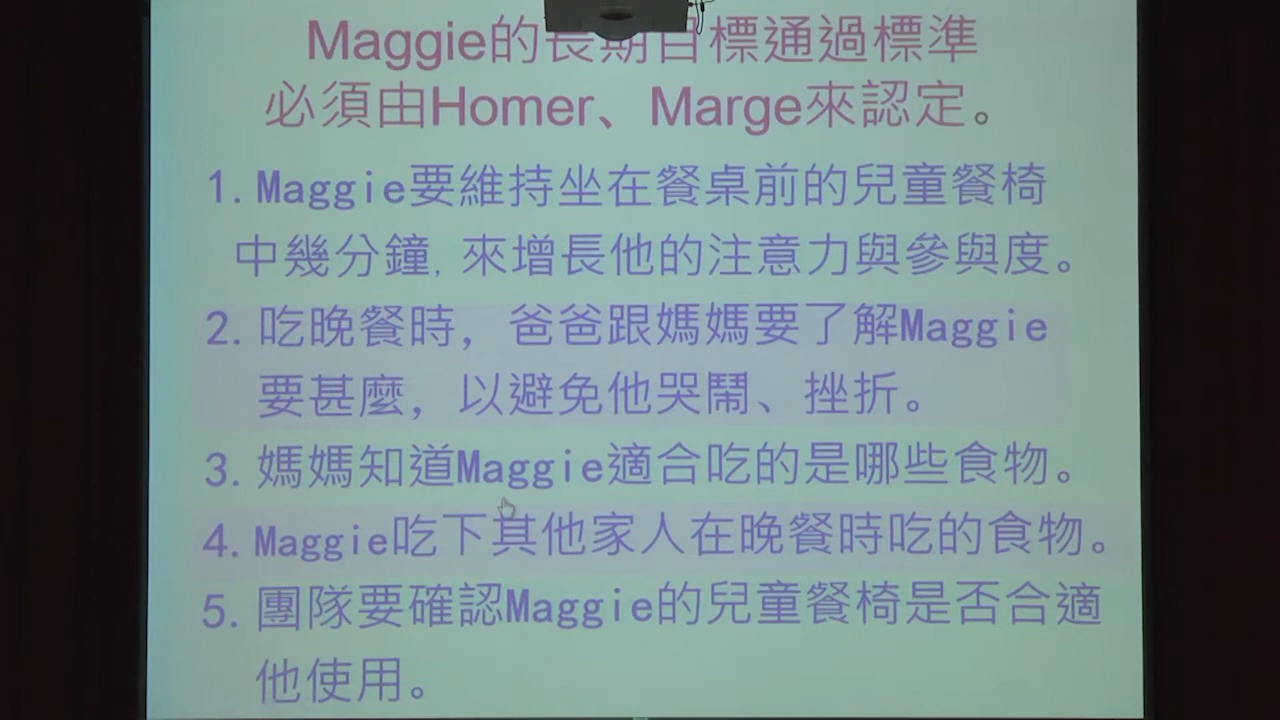 Maggie的長期目標通過標準
必須由Homer、Marge來認定。
1. Maggie要維持坐在餐桌前的兒童餐椅
中幾分鐘, 來增長他的注意力與參與度。
2. 吃晚餐時，爸爸跟媽媽要了解Maggie
要甚麼，以避免他哭鬧、挫折。
3. 媽媽知道Maggie適合吃的是哪些食物。
4. Maggie吃下其他家人在晚餐時吃的食物。
5. 團隊要確認Maggie的兒童餐椅是否合適
他使用。